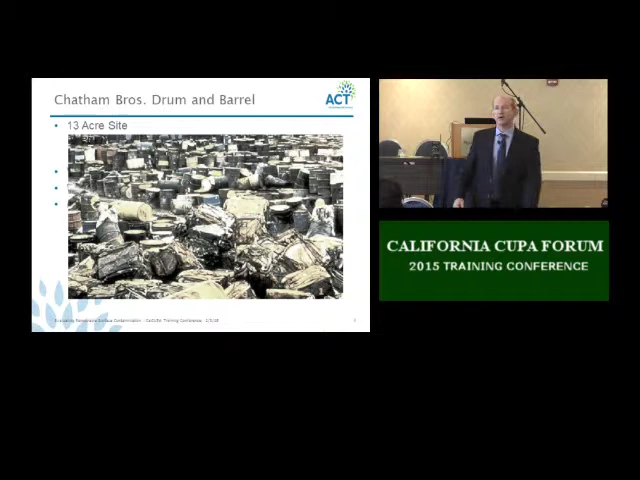 Chatham Bros. Drum and Barrel
ACT
• 13 Acre Site
CALIFORNIA CUPA FORUM
2015 TRAINING CONFERENCE